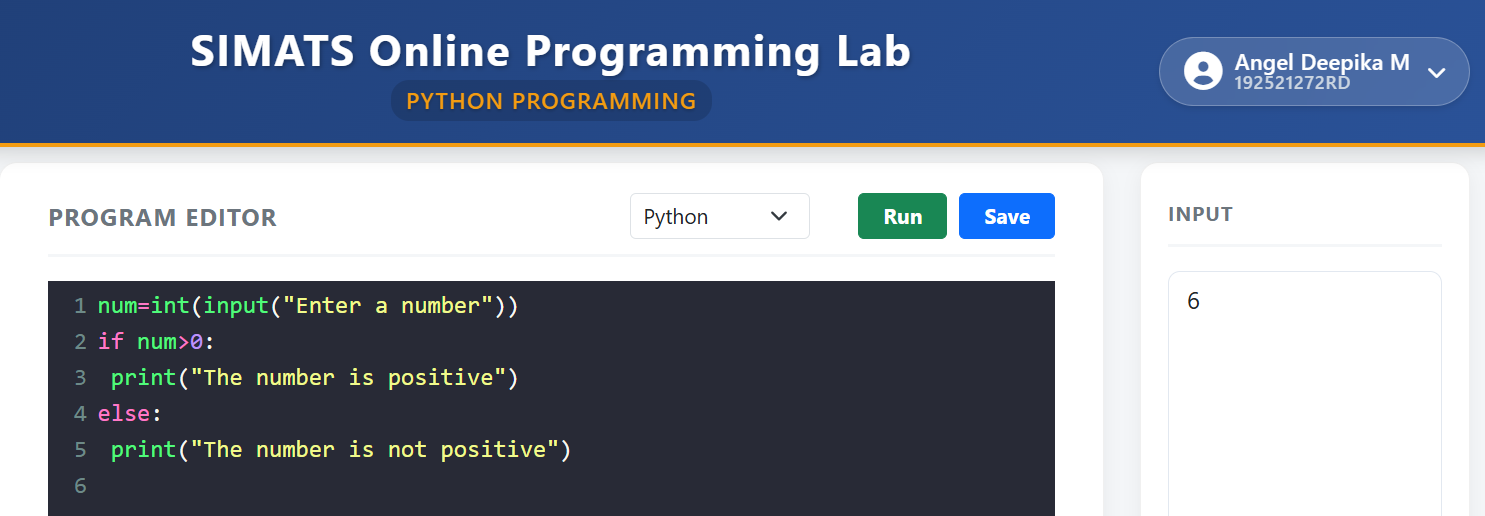 SIMATS Online Programming Lab
PYTHON PROGRAMMING
Angel Deepika M
192521272RD
PROGRAM EDITOR
Python
Run
Save
1 num=int(input("Enter a number"))
2 if num>0:
3  print("The number is positive")
4 else:
5  print("The number is not positive")
6
INPUT
6